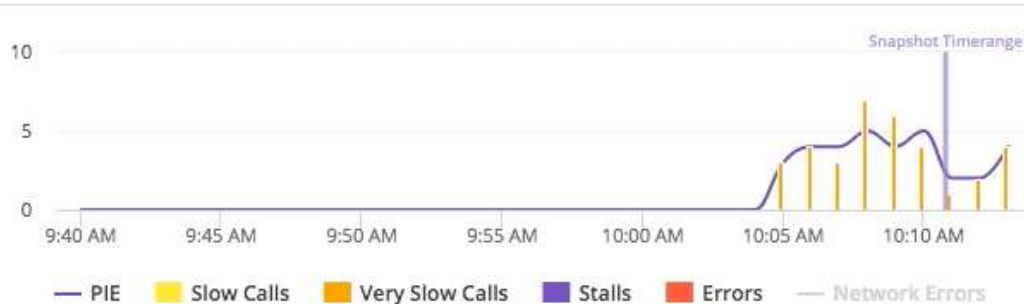 Snapshot Timerange
10
5
0
9:40 AM 9:45 AM 9:50 AM 9:55 AM 10:00 AM 10:05 AM 10:10 AM
PIE Slow Calls Very Slow Calls Stalls Errors Network Errors